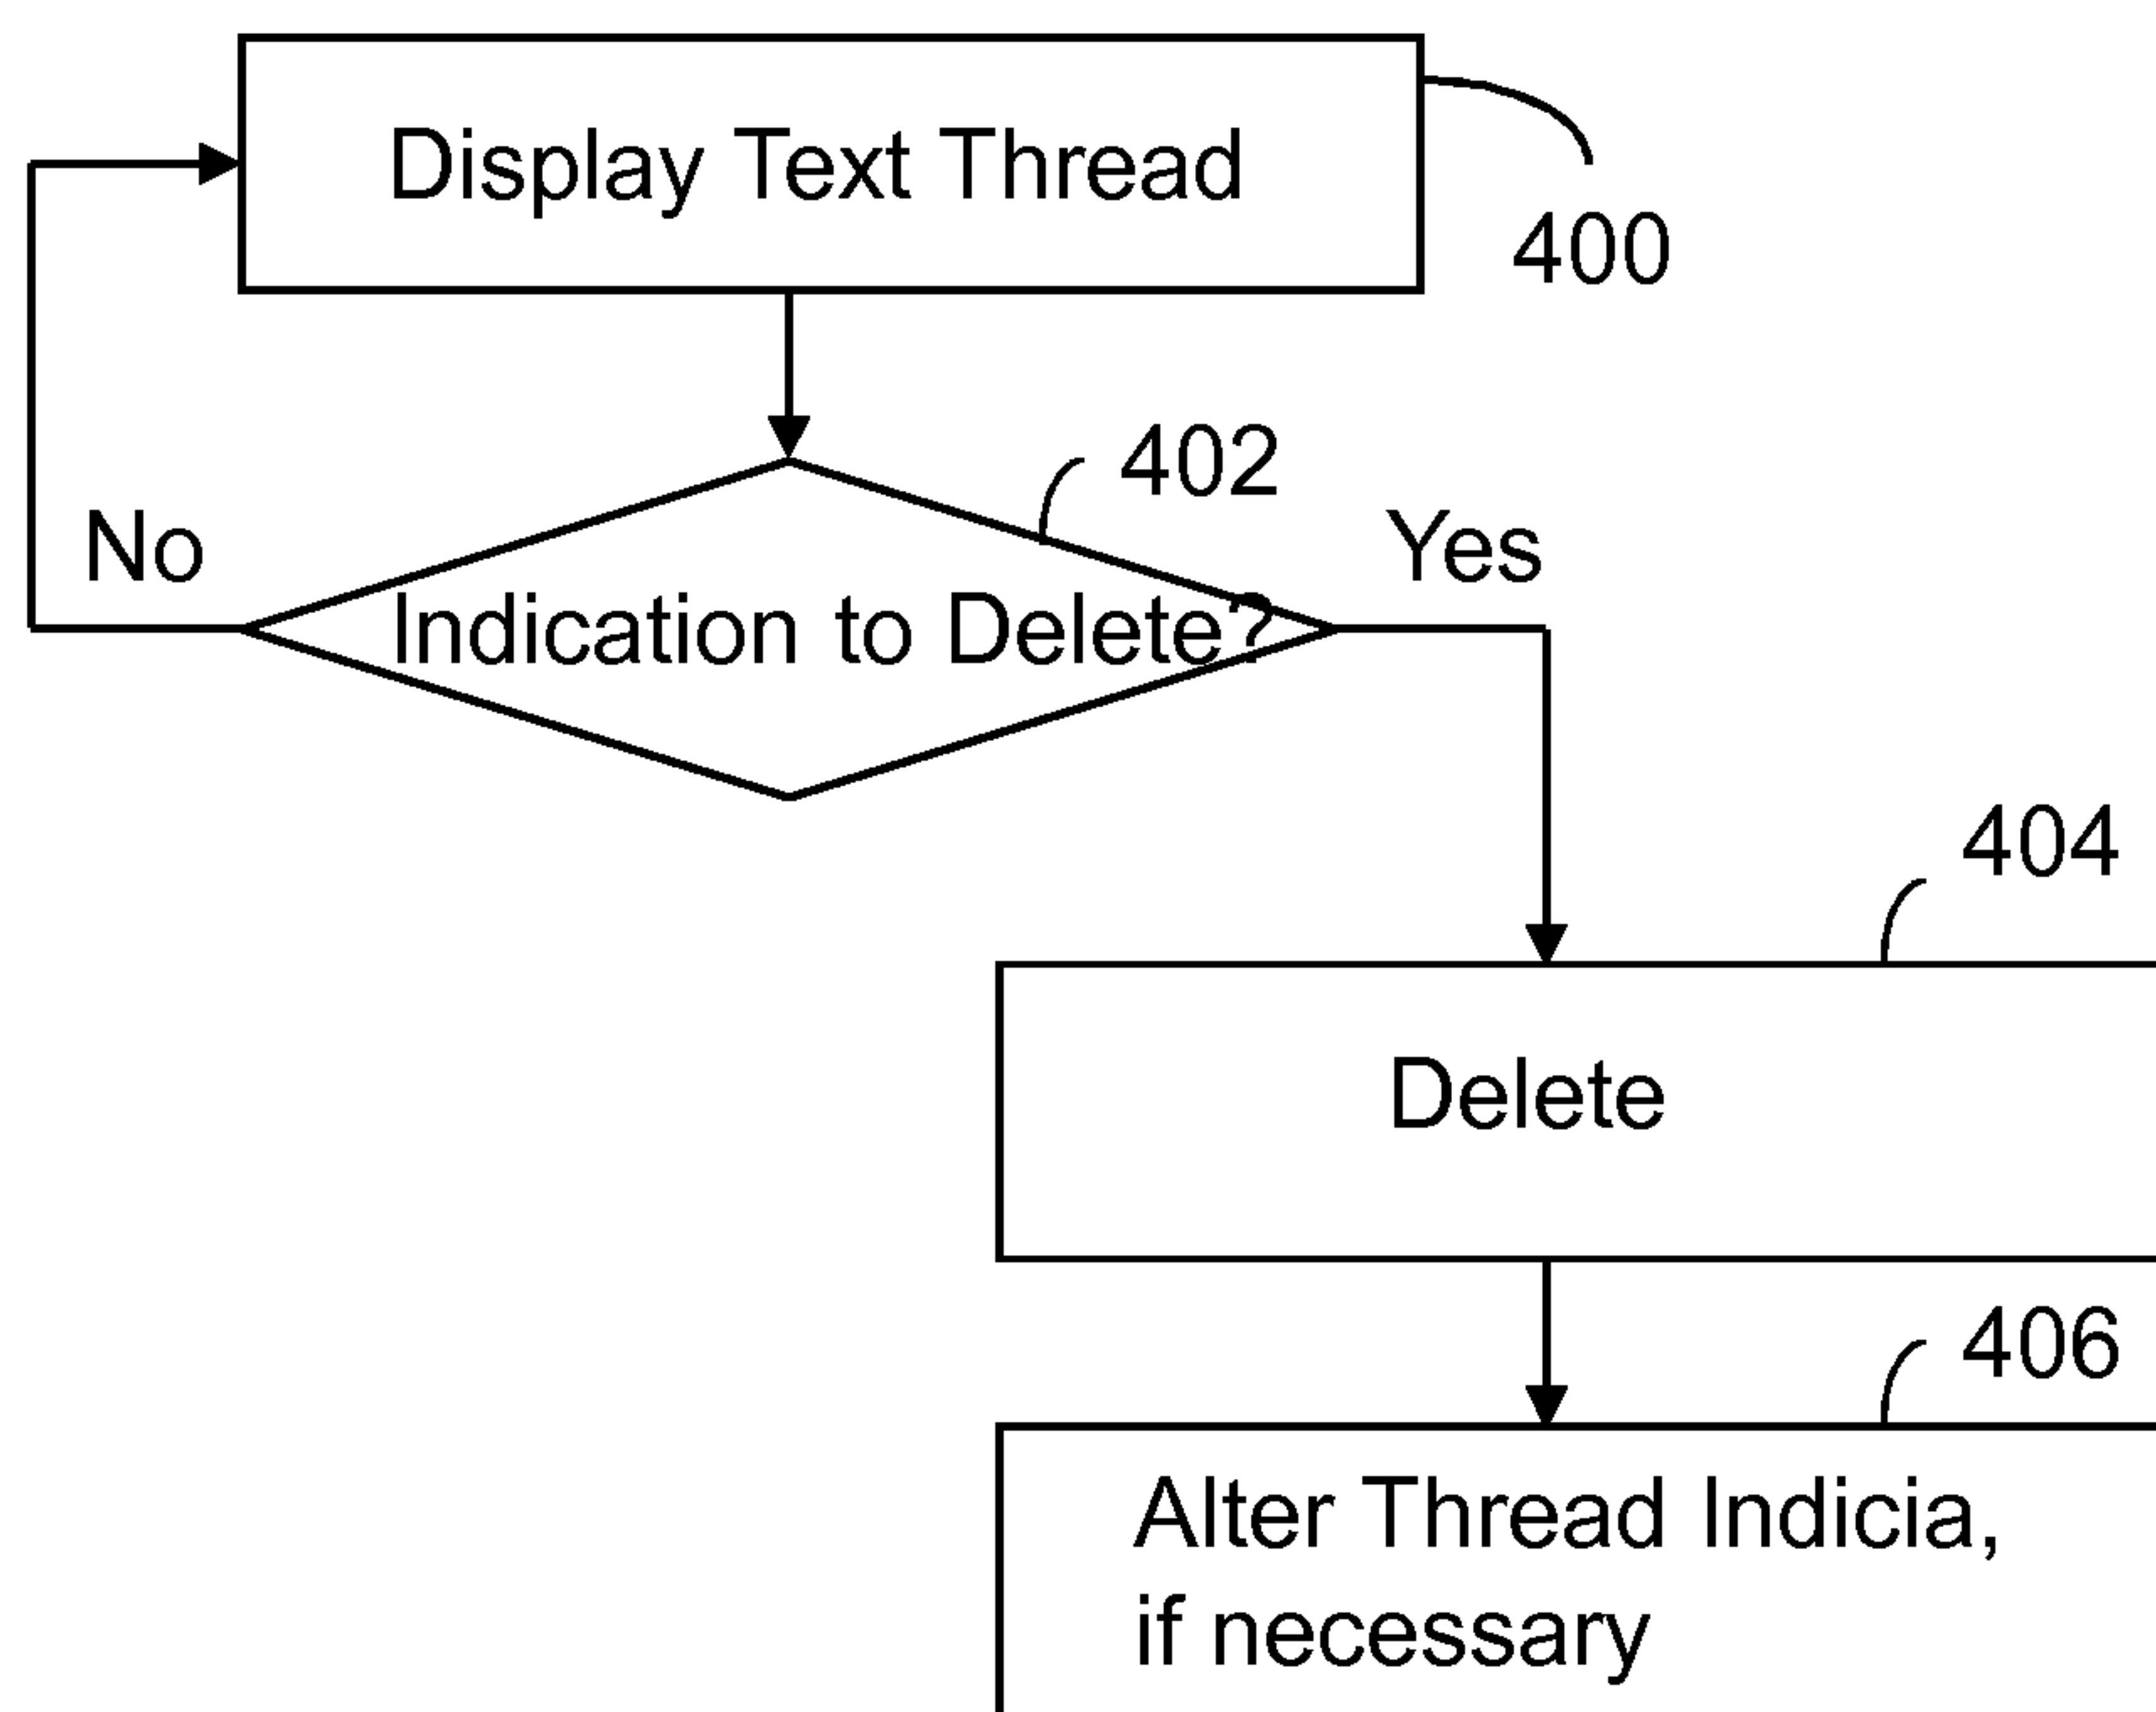 Display Text Thread
400
402
No
Yes
Indication to Delete?
404
Delete
406
Alter Thread Indicia,
if necessary